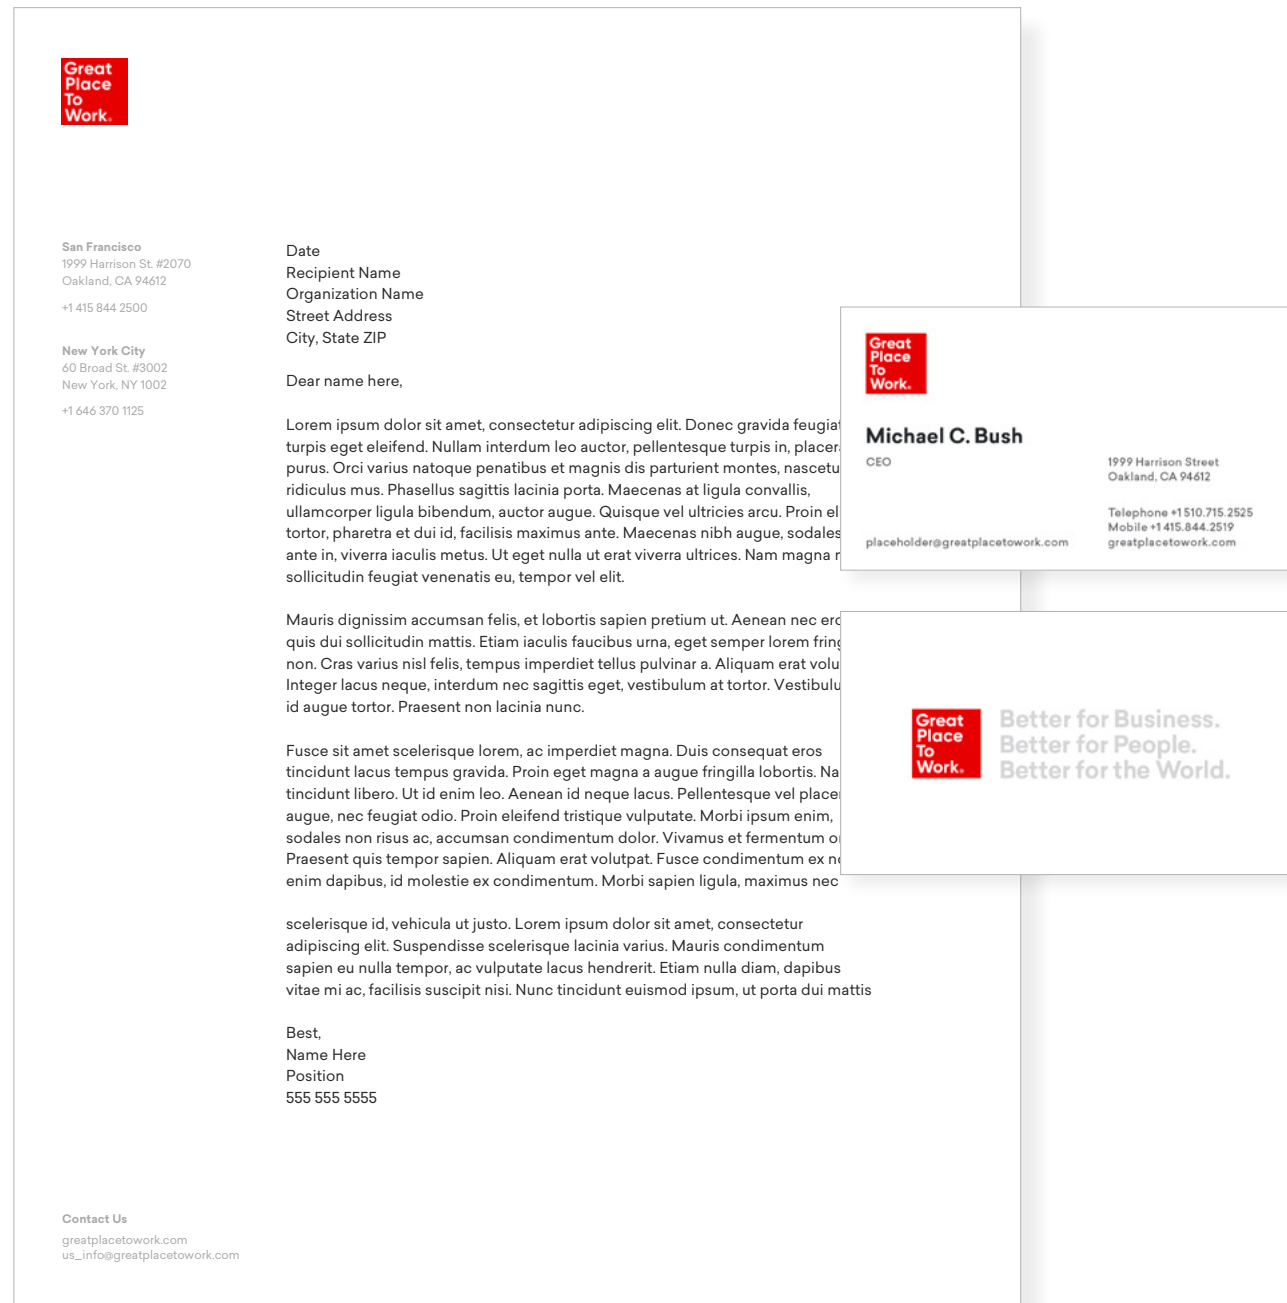 Great
Place
To
Work.
San Francisco
1999 Harrison St. #2070
Oakland, CA 94612
+1 415 844 2500
New York City
60 Broad St. #3002
New York, NY 1002
+1 646 370 1125
Date
Recipient Name
Organization Name
Street Address
City, State ZIP
Dear name here,
Lorem ipsum dolor sit amet, consectetur adipiscing elit. Donec gravida feugiat
turpis eget eleifend. Nullam interdum leo auctor, pellentesque turpis in,
purus. Orci varius natoque penatibus et magnis dis parturient montes,
ridiculus mus. Phasellus sagittis lacinia porta. Maecenas at ligula convallis,
ullamcorper ligula bibendum, auctor augue. Quisque vel ultricies arcu. Proin
tortor, pharetra et dui id, facilisis maximus ante. Maecenas nibh augue, sodales
ante in, viverra iaculis metus. Ut eget nulla ut erat viverra ultrices. Nam magna
sollicitudin feugiat venenatis eu, tempor vel elit.
Mauris dignissim accumsan felis, et lobortis sapien pretium ut. Aenean nec
quis dui sollicitudin mattis. Etiam iaculis faucibus urna, eget semper lorem
non. Cras varius nisl felis, tempus imperdiet tellus pulvinar a. Aliquam erat
Integer lacus neque, interdum nec sagittis eget, vestibulum at tortor.
id augue tortor. Praesent non lacinia nunc.
Fusce sit amet scelerisque lorem, ac imperdiet magna. Duis consequat eros
tincidunt lacus tempus gravida. Proin eget magna a augue fringilla lobortis.
tincidunt libero. Ut id enim leo. Aenean id neque lacus. Pellentesque vel
augue, nec feugiat odio. Proin eleifend tristique vulputate. Morbi ipsum enim,
sodales non risus ac, accumsan condimentum dolor. Vivamus et fermentum
Praesent quis tempor sapien. Aliquam erat volutpat. Fusce condimentum ex
enim dapibus, id molestie ex condimentum. Morbi sapien ligula, maximus nec
scelerisque id, vehicula ut justo. Lorem ipsum dolor sit amet, consectetur
adipiscing elit. Suspendisse scelerisque lacinia varius. Mauris condimentum
sapien eu nulla tempor, ac vulputate lacus hendrerit. Etiam nulla diam, dapibus
vitae mi ac, facilisis suscipit nisi. Nunc tincidunt euismod ipsum, ut porta dui mattis
Best,
Name Here
Position
555 555 5555
Contact Us
greatplacetowork.com
us_info@greatplacetowork.com
Great
Place
To
Work.
Michael C. Bush
CEO
placeholder@greatplacetowork.com
1999 Harrison Street
Oakland, CA 94612
Telephone +1 510.715.2525
Mobile +1 415.844.2519
greatplacetowork.com
Great
Place
To
Work.
Better for Business.
Better for People.
Better for the World.